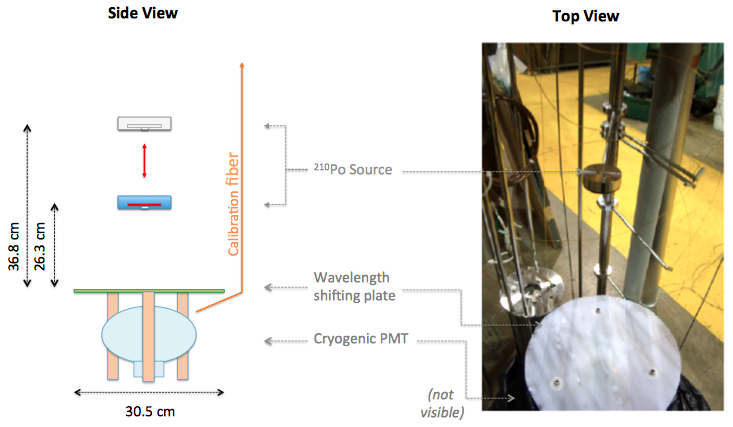 Side View
Top View
36.8 cm
26.3 cm
Calibration fiber
²¹⁰Po Source
Wavelength
shifting plate
Cryogenic PMT
(not
visible)
30.5 cm